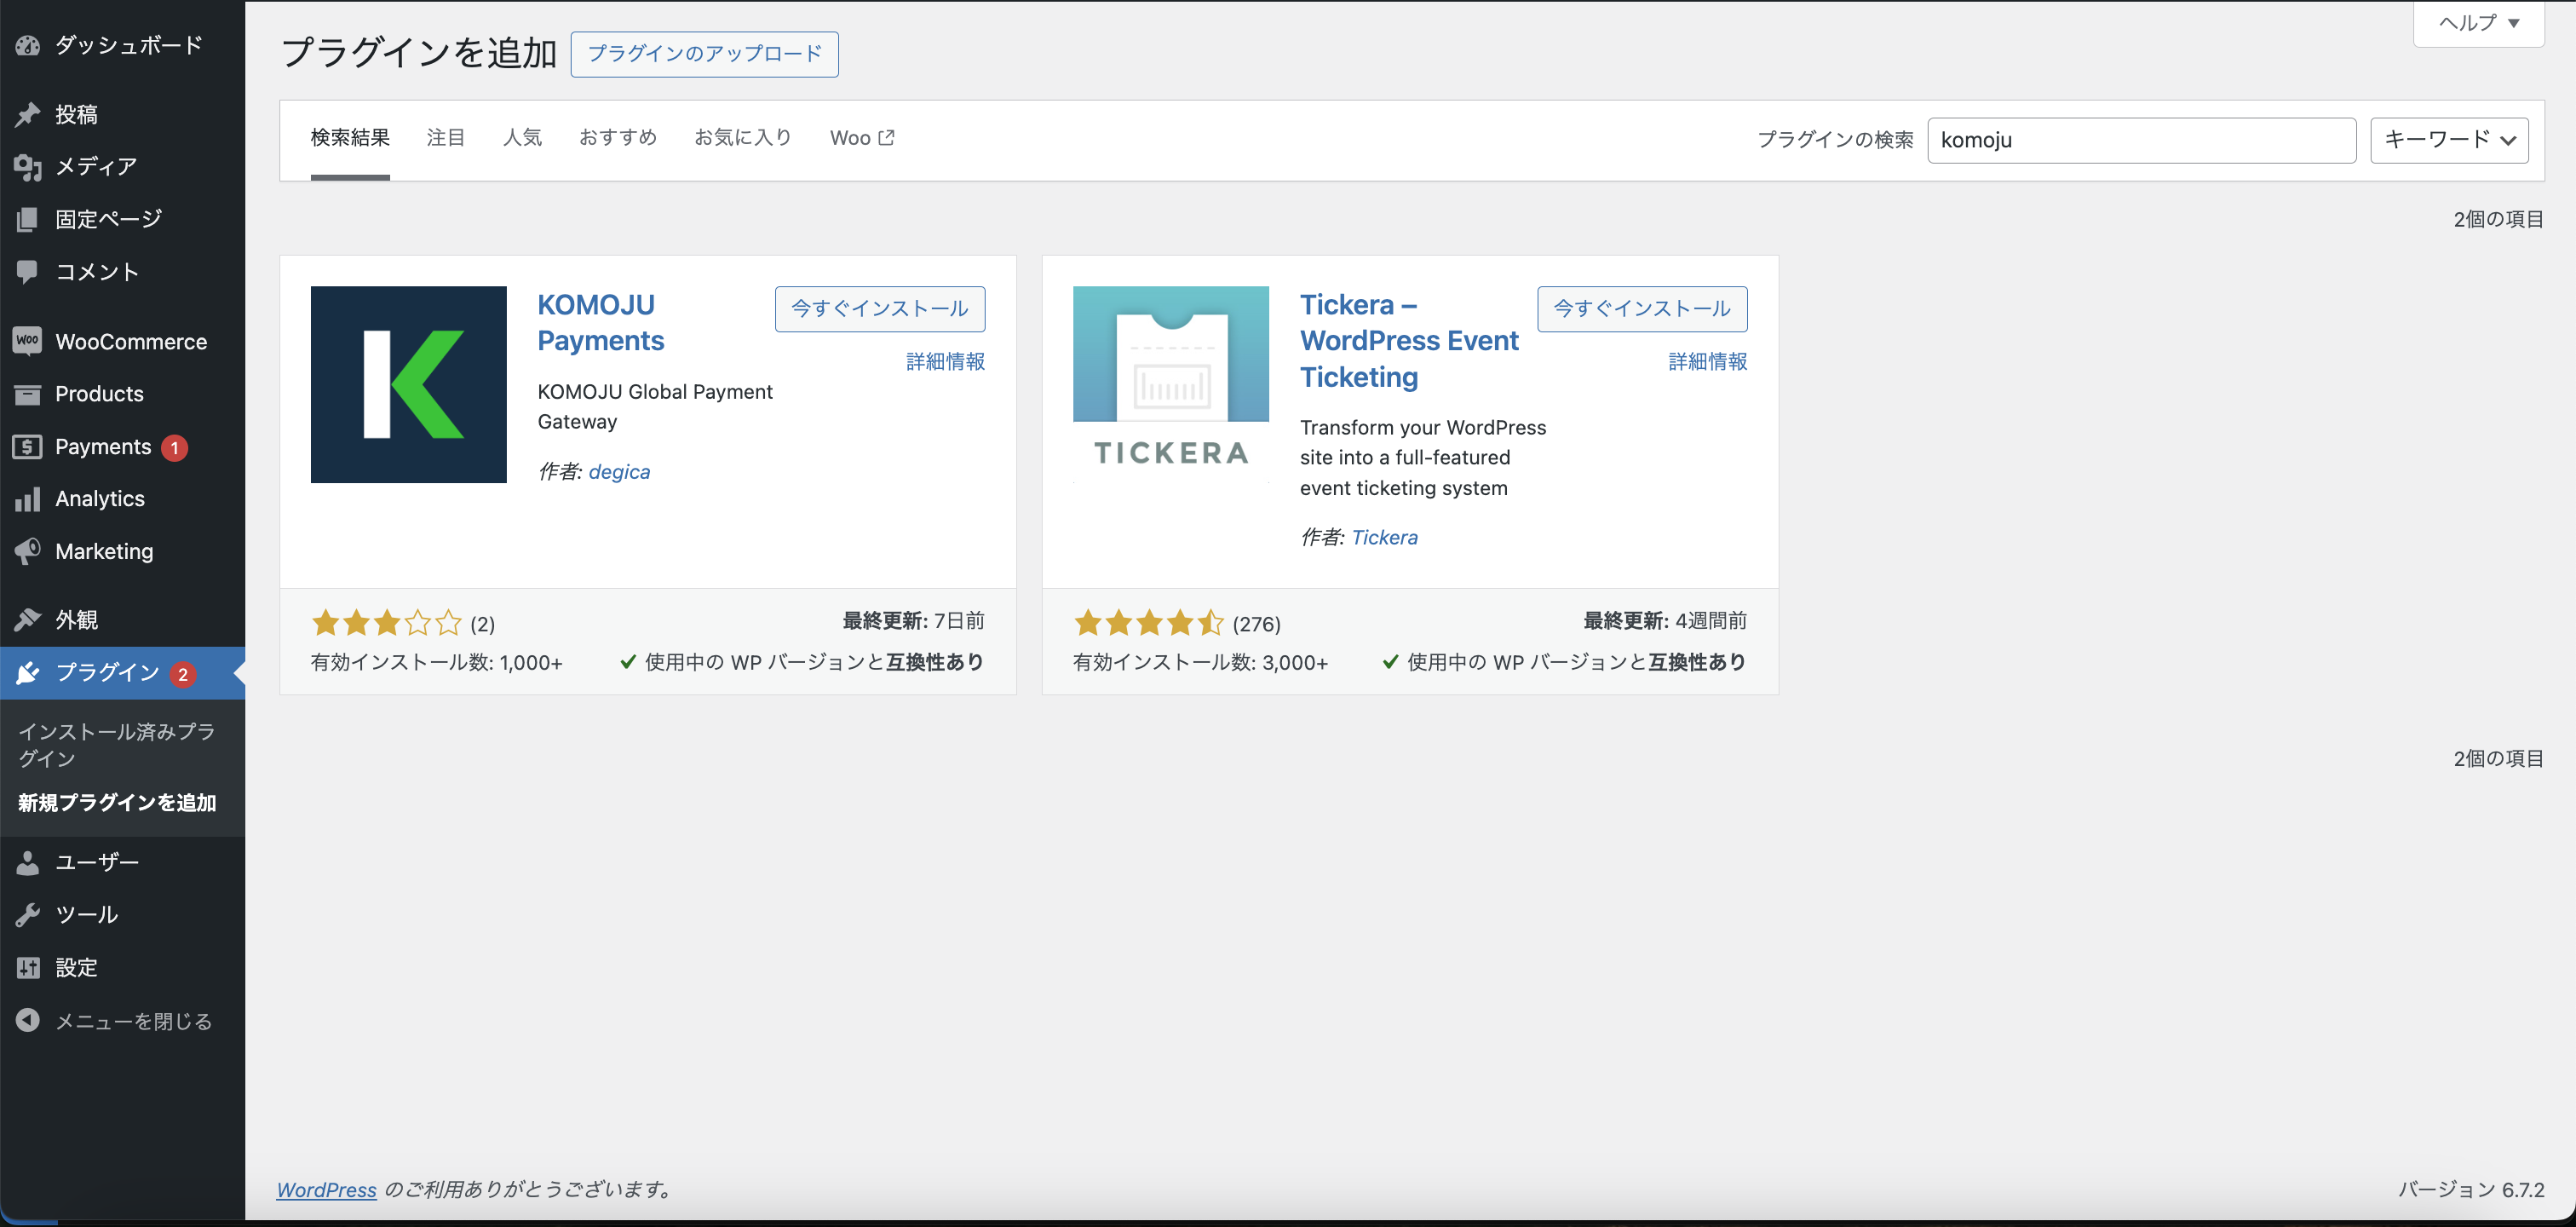 ダッシュボード
投稿
メディア
固定ページ
コメント
WooCommerce
Products
Payments 1
Analytics
Marketing
外観
プラグイン 2
インストール済みプラ
グイン
新規プラグインを追加
ユーザー
ツール
設定
メニューを閉じる
ヘルプ
プラグインを追加 プラグインのアップロード
検索結果 注目 人気 おすすめ お気に入り Woo プラグインの検索 komoju キーワード
2個の項目
KOMOJU
Payments
今すぐインストール
詳細情報
KOMOJU Global Payment
Gateway
作者: degica
(2) 最終更新: 7日前
有効インストール数: 1,000+ 使用中の WP バージョンと互換性あり
TICKERA
Tickera –
WordPress Event
Ticketing
今すぐインストール
詳細情報
Transform your WordPress
site into a full-featured
event ticketing system
作者: Tickera
(276) 最終更新: 4週間前
有効インストール数: 3,000+ 使用中の WP バージョンと互換性あり
2個の項目
WordPress のご利用ありがとうございます。
バージョン 6.7.2